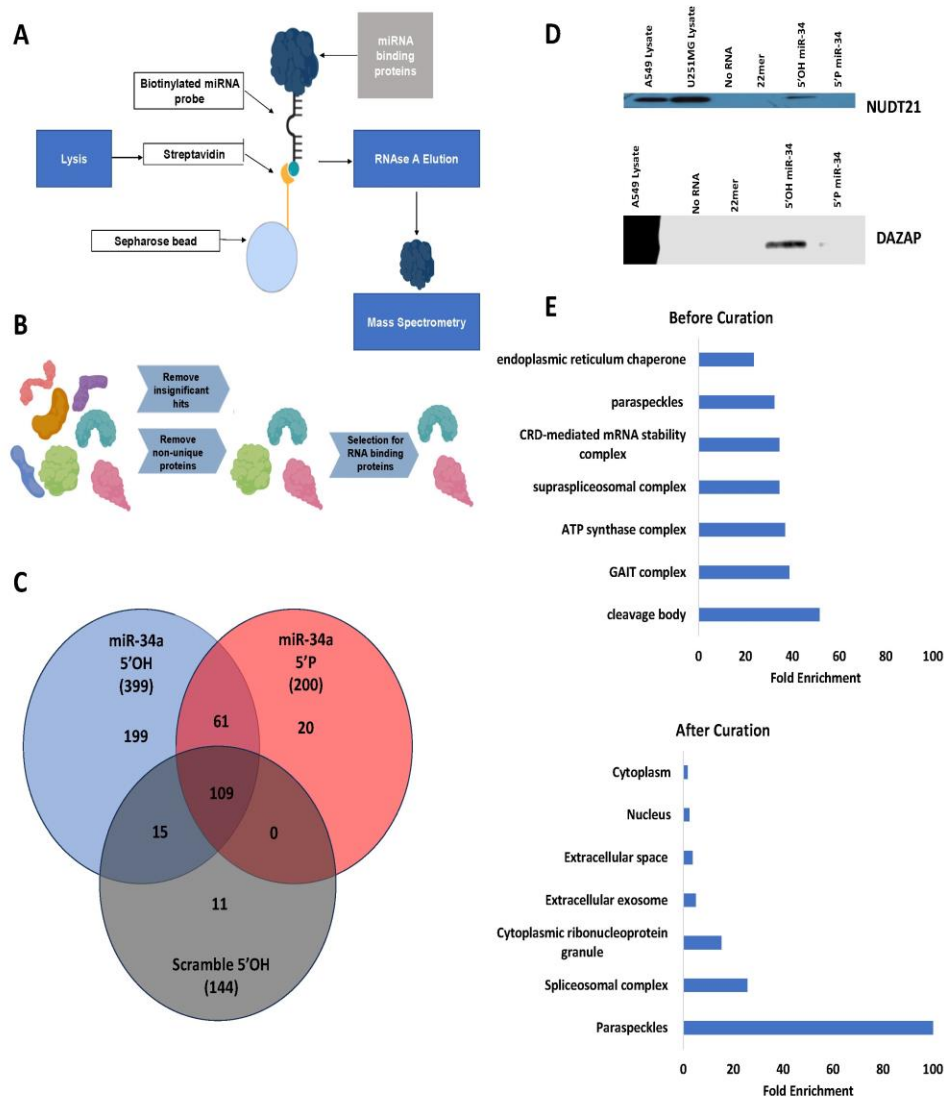 A
miRNA
binding
proteins
Biotinylated miRNA
probe
Lysis
Streptavidin
RNAse A Elution
Sepharose bead
Mass Spectrometry
B
Remove
insignificant
hits
Remove
non-unique
proteins
Selection for
RNA binding
proteins
C
miR-34a
5'OH
(399)
miR-34a
5'P
(200)
199
61
20
109
15
0
11
Scramble 5'OH
(144)
D
A549 Lysate
U251MG Lysate
No RNA
22mer
5'OH miR-34
5'P miR-34
NUDT21
A549 Lysate
No RNA
22mer
5'OH miR-34
5'P miR-34
DAZAP
E
Before Curation
endoplasmic reticulum chaperone
paraspeckles
CRD-mediated mRNA stability
complex
supraspliceosomal complex
ATP synthase complex
GAIT complex
cleavage body
0 20 40 60 80 100
Fold Enrichment
After Curation
Cytoplasm
Nucleus
Extracellular space
Extracellular exosome
Cytoplasmic ribonucleoprotein
granule
Spliceosomal complex
Paraspeckles
0 20 40 60 80 100
Fold Enrichment